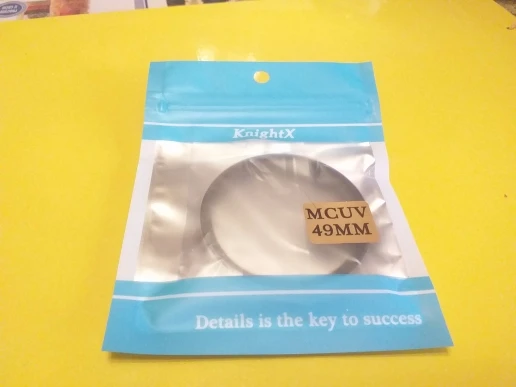 KnightX
MCUV
49MM
Details is the key to success